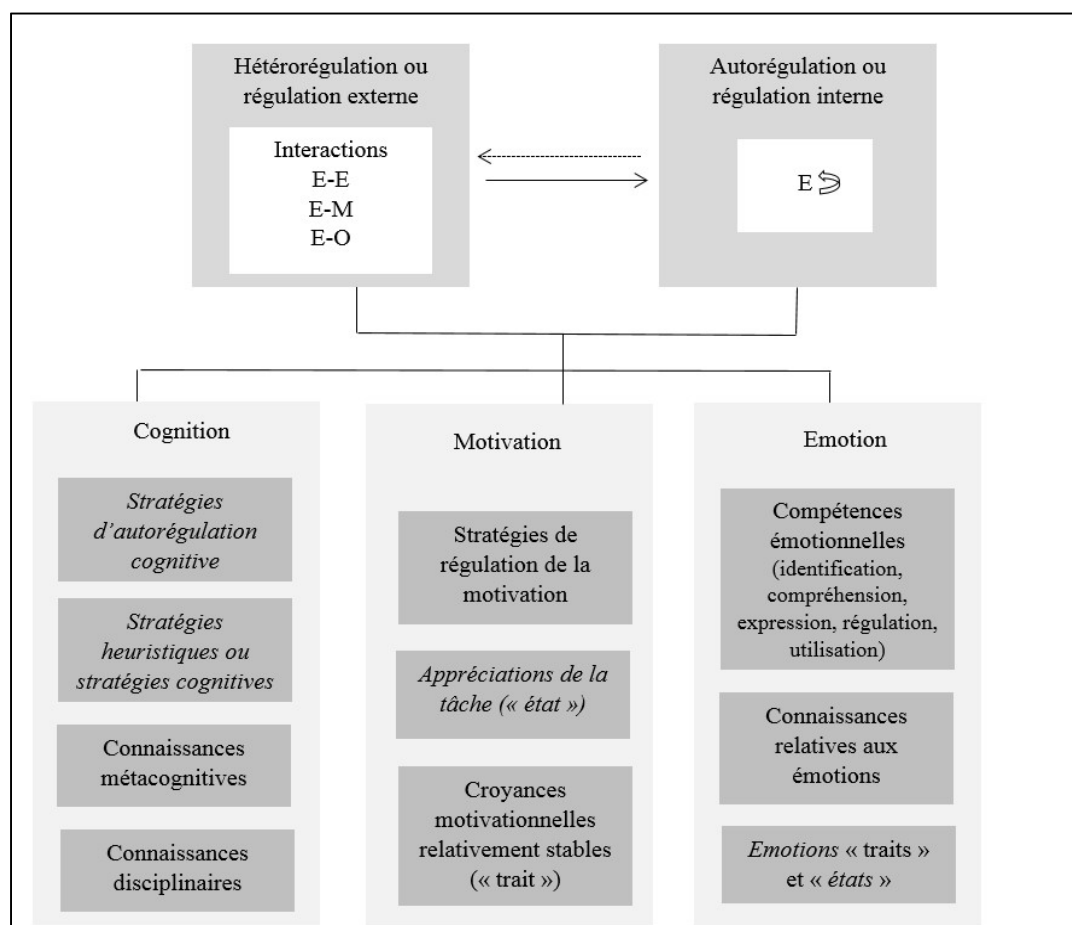 Hétérorégulation ou
régulation externe
Interactions
E-E
E-M
E-O
Autorégulation ou
régulation interne
E
Cognition
Stratégies
d’autorégulation
cognitive
Stratégies
heuristiques ou
stratégies cognitives
Connaissances
métacognitives
Connaissances
disciplinaires
Motivation
Stratégies de
régulation de la
motivation
Appréciations de la
tâche (« état »)
Croyances
motivationnelles
relativement stables
(« trait »)
Emotion
Compétences
émotionnelles
(identification,
compréhension,
expression, régulation,
utilisation)
Connaissances
relatives aux
émotions
Emotions « traits »
et « états »